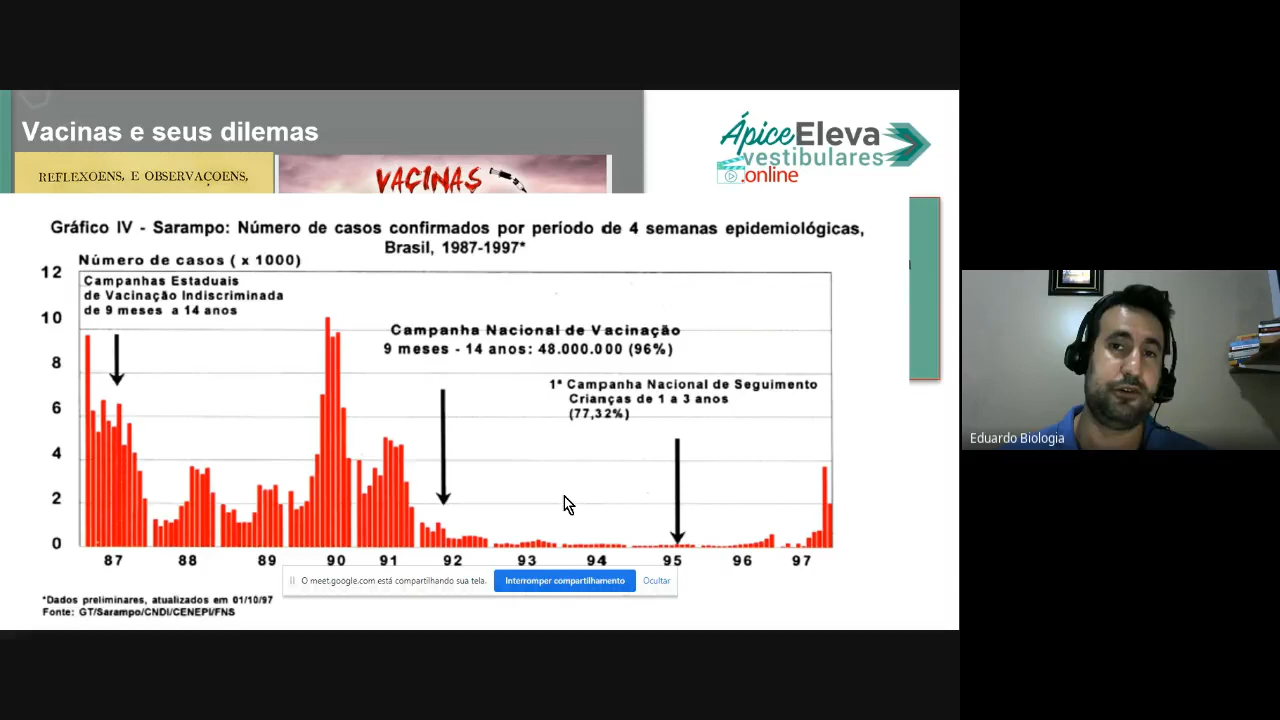 Vacinas e seus dilemas
REFLEXOENS, E OBSERVAÇOENS,
VACINAS
ÁpiceEleva
vestibulares
.online
Gráfico IV - Sarampo: Número de casos confirmados por período de 4 semanas epidemiológicas,
Brasil, 1987-1997*
Número de casos ( x 1000)
12
10
8
6
4
2
0
Campanhas Estaduais
de Vacinação Indiscriminada
de 9 meses a 14 anos
Campanha Nacional de Vacinação
9 meses - 14 anos: 48.000.000 (96%)
1ª Campanha Nacional de Seguimento
Crianças de 1 a 3 anos
(77,32%)
87 88 89 90 91 92 93 94 95 96 97
O meet.google.com está compartilhando sua tela.
Interromper compartilhamento
Ocultar
*Dados preliminares, atualizados em 01/10/97
Fonte: GT/Sarampo/CNDI/CENEPI/FNS
Eduardo Biologia